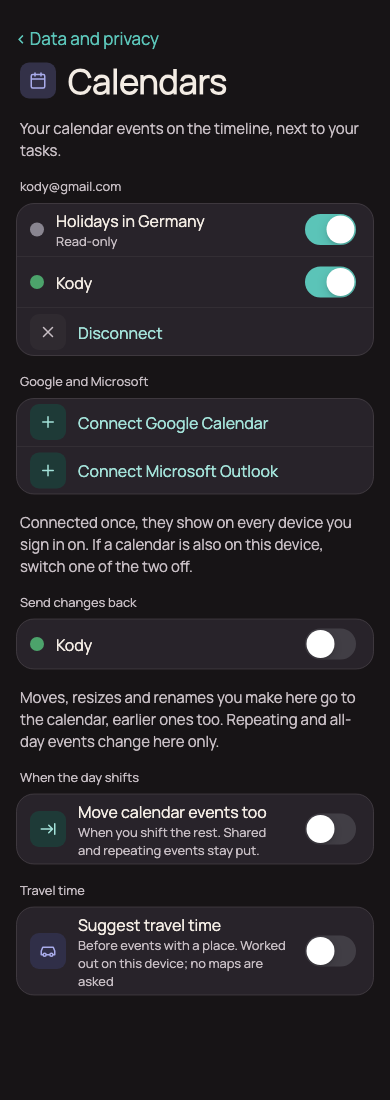 ‹ Data and privacy
Calendars
Your calendar events on the timeline, next to your
tasks.
kody@gmail.com
Holidays in Germany
Read-only
Kody
Disconnect
Google and Microsoft
Connect Google Calendar
Connect Microsoft Outlook
Connected once, they show on every device you
sign in on. If a calendar is also on this device,
switch one of the two off.
Send changes back
Kody
Moves, resizes and renames you make here go to
the calendar, earlier ones too. Repeating and all-
day events change here only.
When the day shifts
Move calendar events too
When you shift the rest. Shared
and repeating events stay put.
Travel time
Suggest travel time
Before events with a place. Worked
out on this device; no maps are
asked